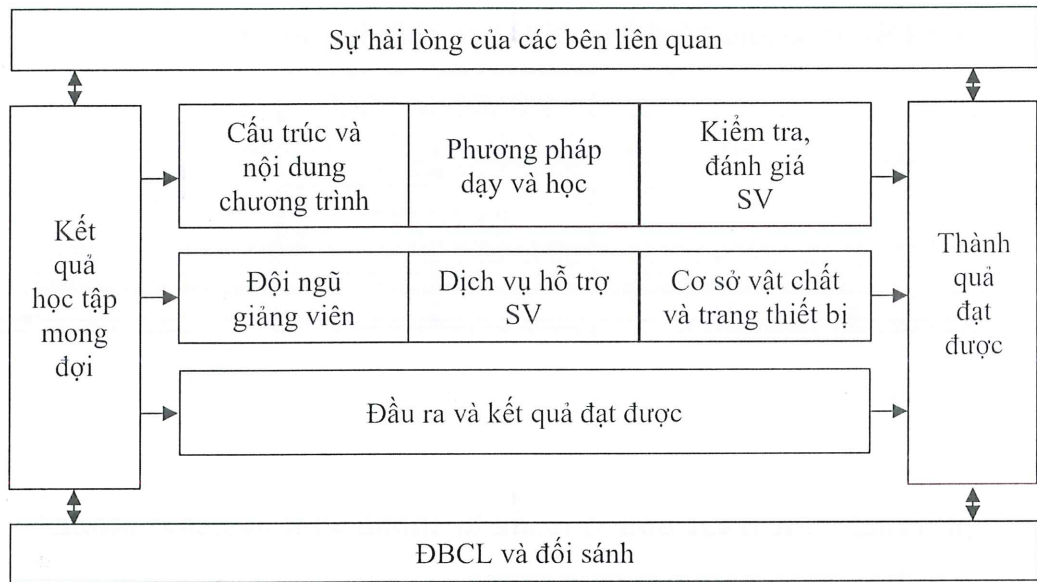 Sự hài lòng của các bên liên quan
Kết
quả
học tập
mong
đợi
Cấu trúc và
nội dung
chương trình
Phương pháp
dạy và học
Kiểm tra,
đánh giá
SV
Đội ngũ
giảng viên
Dịch vụ hỗ trợ
SV
Cơ sở vật chất
và trang thiết bị
Đầu ra và kết quả đạt được
Thành
quả
đạt
được
ĐBCL và đối sánh